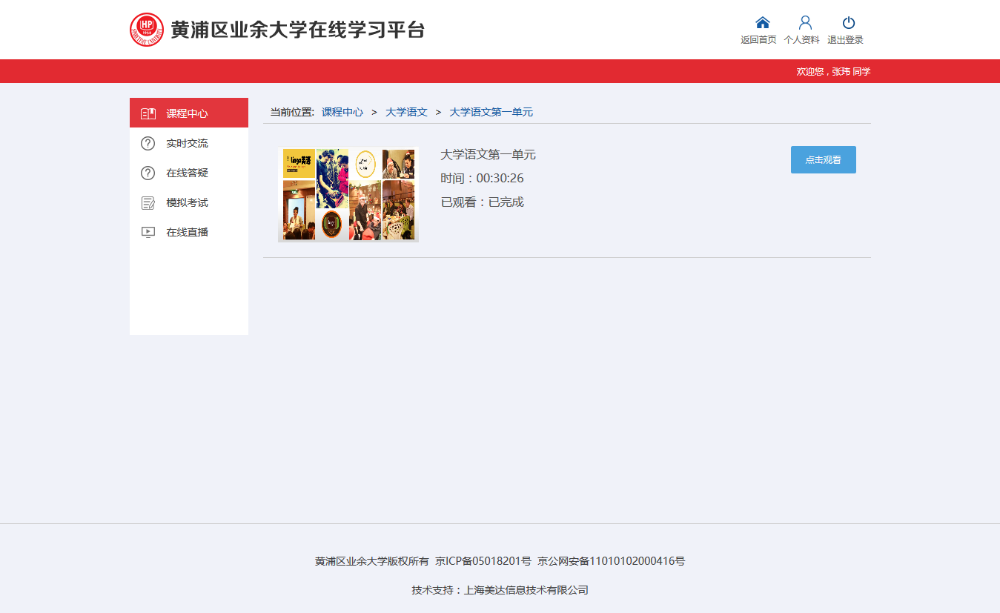 HP
1958
黄浦区业余大学在线学习平台
返回首页 个人资料 退出登录
欢迎您，张玮 同学
课程中心
实时交流
在线答疑
模拟考试
在线直播
当前位置: 课程中心 > 大学语文 > 大学语文第一单元
lingo英语
大学语文第一单元
时间：00:30:26
已观看：已完成
点击观看
黄浦区业余大学版权所有 京ICP备05018201号 京公网安备11010102000416号
技术支持：上海美达信息技术有限公司